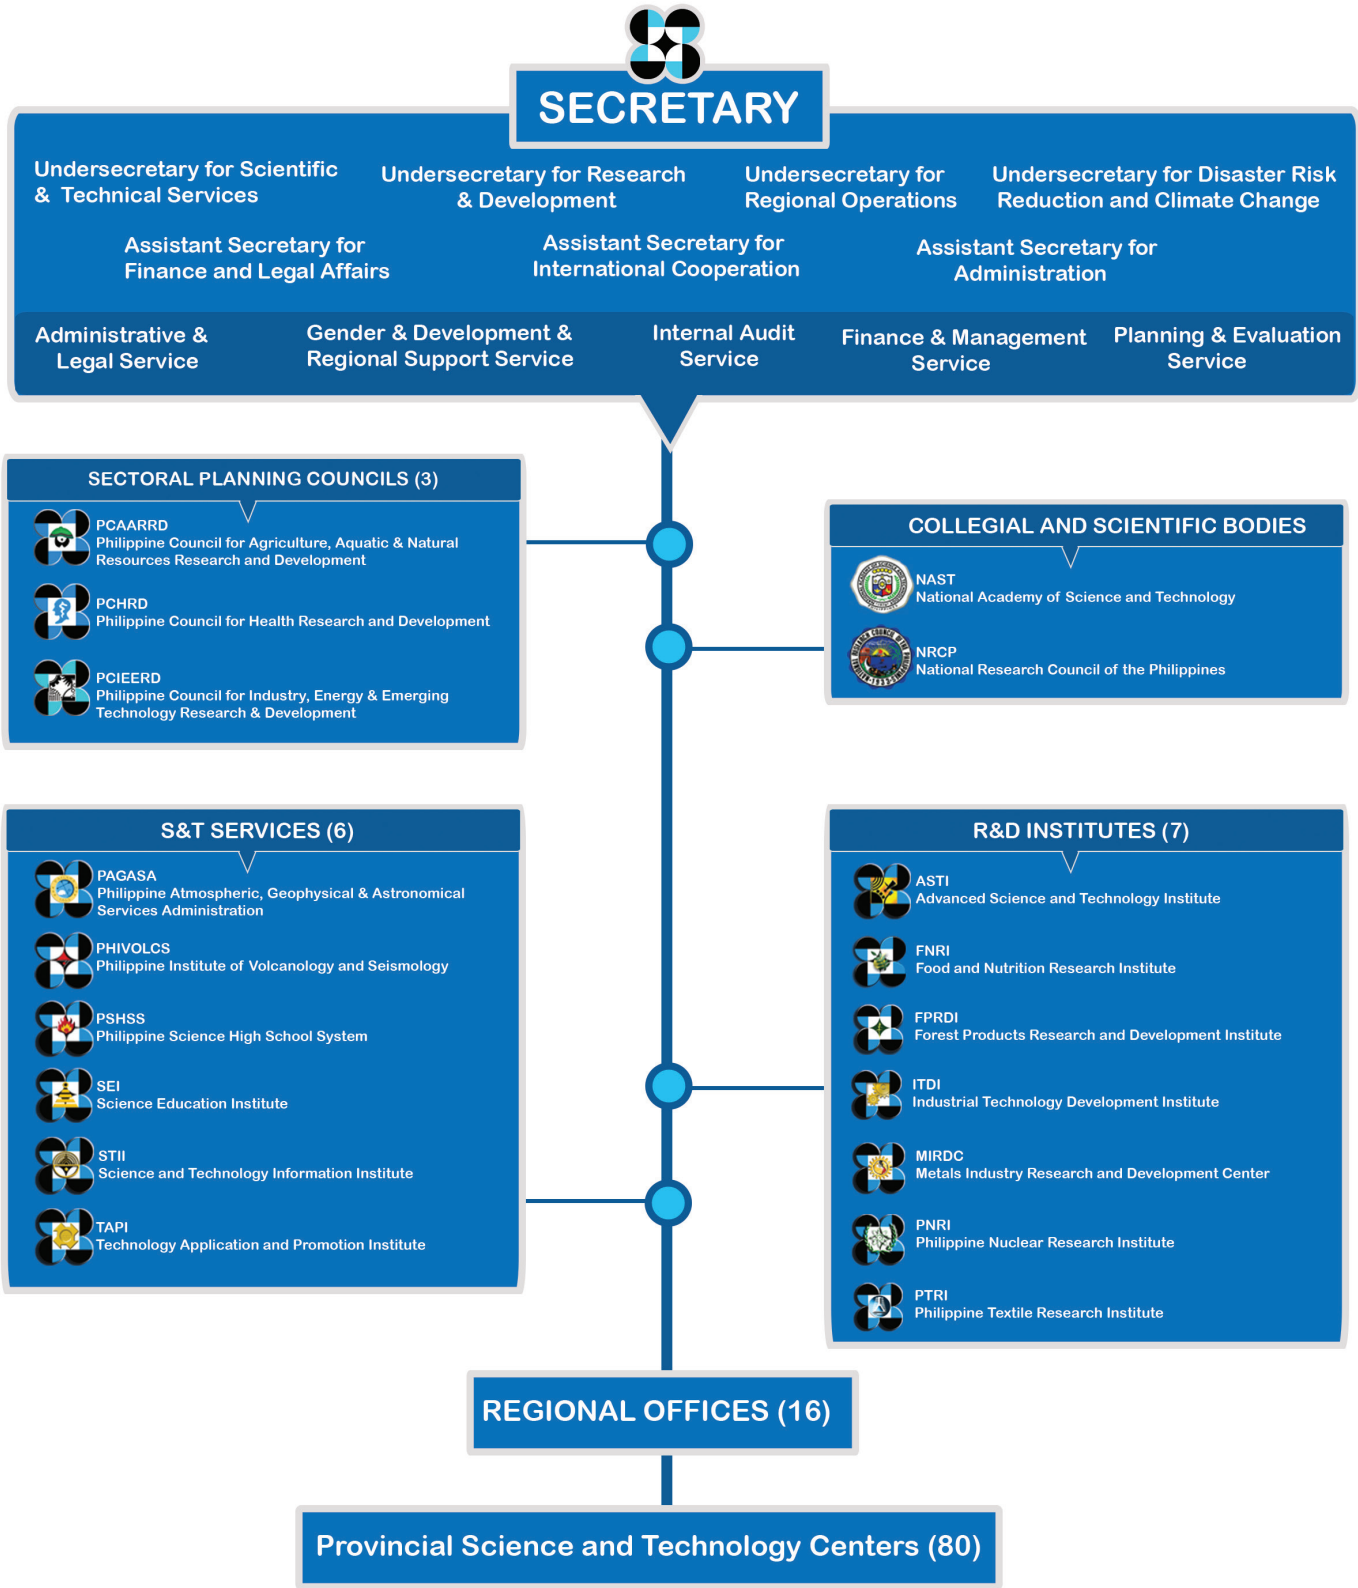 SECRETARY
Undersecretary for Scientific
& Technical Services
Undersecretary for Research
& Development
Undersecretary for
Regional Operations
Undersecretary for Disaster Risk
Reduction and Climate Change
Assistant Secretary for
Finance and Legal Affairs
Assistant Secretary for
International Cooperation
Assistant Secretary for
Administration
Administrative &
Legal Service
Gender & Development &
Regional Support Service
Internal Audit
Service
Finance & Management
Service
Planning & Evaluation
Service
SECTORAL PLANNING COUNCILS (3)
PCAARRD
Philippine Council for Agriculture, Aquatic & Natural
Resources Research and Development
PCHRD
Philippine Council for Health Research and Development
PCIEERD
Philippine Council for Industry, Energy & Emerging
Technology Research & Development
COLLEGIAL AND SCIENTIFIC BODIES
NAST
National Academy of Science and Technology
NRCP
National Research Council of the Philippines
S&T SERVICES (6)
PAGASA
Philippine Atmospheric, Geophysical & Astronomical
Services Administration
PHIVOLCS
Philippine Institute of Volcanology and Seismology
PSHSS
Philippine Science High School System
SEI
Science Education Institute
STII
Science and Technology Information Institute
TAPI
Technology Application and Promotion Institute
R&D INSTITUTES (7)
ASTI
Advanced Science and Technology Institute
FNRI
Food and Nutrition Research Institute
FPRDI
Forest Products Research and Development Institute
ITDI
Industrial Technology Development Institute
MIRDC
Metals Industry Research and Development Center
PNRI
Philippine Nuclear Research Institute
PTRI
Philippine Textile Research Institute
REGIONAL OFFICES (16)
Provincial Science and Technology Centers (80)